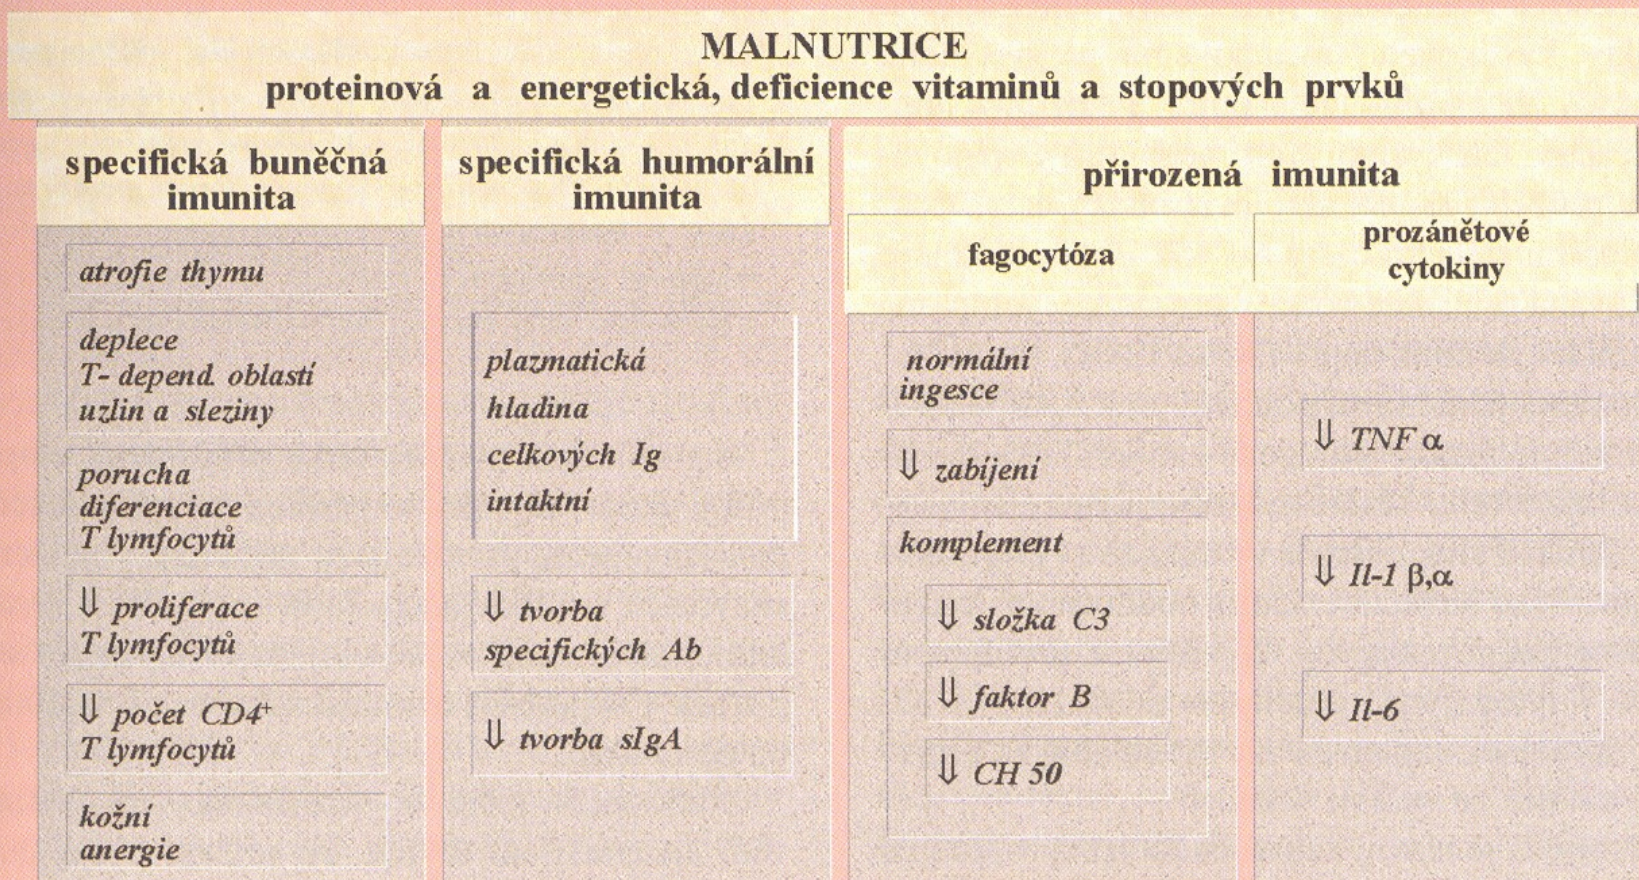 MALNUTRICE
proteinová a energetická, deficience vitaminů a stopových prvků
specifická buněčná
imunita
atrofie thymu
deplece
T- depend. oblastí
uzlin a sleziny
porucha
diferenciace
T lymfocytů
⇓ proliferace
T lymfocytů
⇓ počet CD4⁺
T lymfocytů
kožní
anergie
specifická humorální
imunita
plazmatická
hladina
celkových Ig
intaktní
⇓ tvorba
specifických Ab
⇓ tvorba sIgA
přirozená imunita
fagocytóza
normální
ingesce
⇓ zabíjení
komplement
⇓ složka C3
⇓ faktor B
⇓ CH 50
prozánětové
cytokiny
⇓ TNF α
⇓ Il-1 β,α
⇓ Il-6